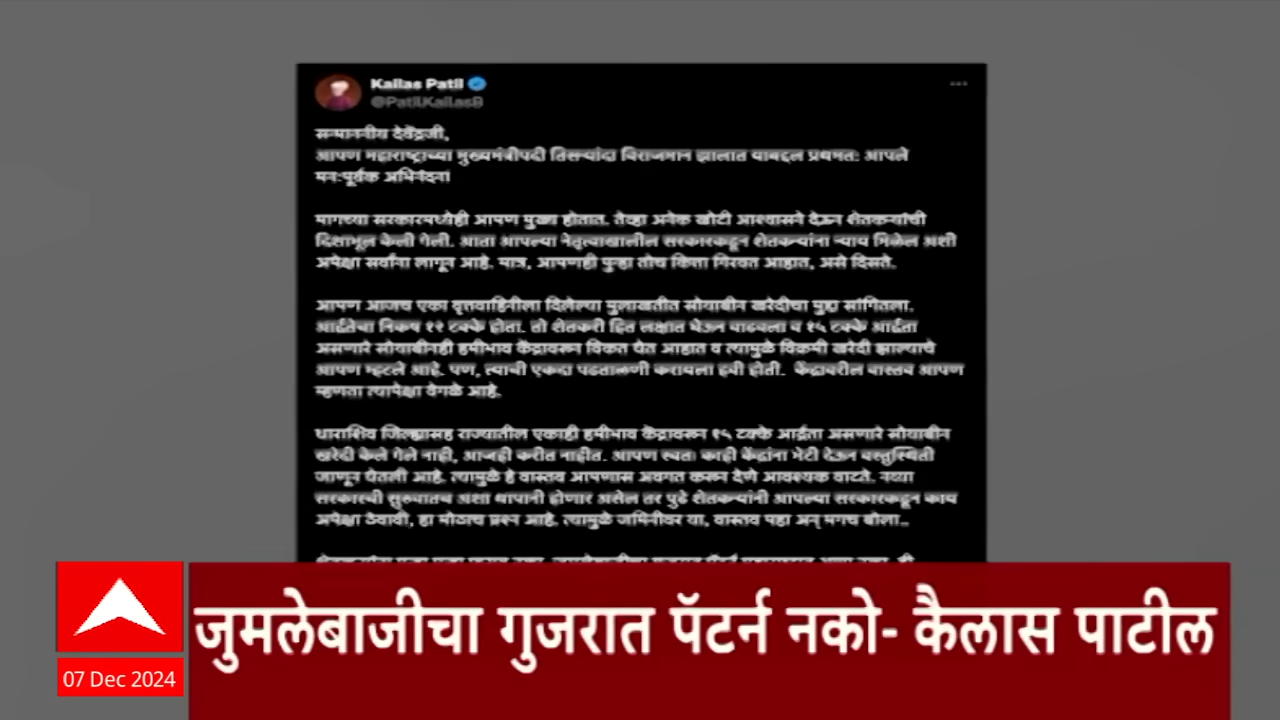 Kailas Patil
@PatilKailasB
सन्माननीय देवेंद्रजी,
आपण महाराष्ट्राच्या मुख्यमंत्रीपदी तिसऱ्यांदा विराजमान झालात याबद्दल प्रथमतः आपले
मनःपूर्वक अभिनंदन!
मागच्या सरकारमध्येही आपण मुख्य होतात. तेव्हा अनेक खोटी आश्वासने देऊन शेतकऱ्यांची
दिशाभूल केली गेली. आता आपल्या नेतृत्वाखालील सरकारकडून शेतकऱ्यांना न्याय मिळेल अशी
अपेक्षा सर्वांना लागून आहे. मात्र, आपणही पुन्हा तोच कित्ता गिरवत आहात, असे दिसते.
आपण आजच एका वृत्तवाहिनीला दिलेल्या मुलाखतीत सोयाबीन खरेदीचा मुद्दा सांगितला.
आर्द्रतेचा निकष १२ टक्के होता. तो शेतकरी हित लक्षात घेऊन वाढवला व १५ टक्के आर्द्रता
असणारे सोयाबीनही हमीभाव केंद्रावरून विकत घेत आहात व त्यामुळे विक्रमी खरेदी झाल्याचे
आपण म्हटले आहे. पण, त्याची एकदा पडताळणी करायला हवी होती. केंद्रावरील वास्तव आपण
म्हणता त्यापेक्षा वेगळे आहे.
धाराशिव जिल्ह्यासह राज्यातील एकाही हमीभाव केंद्रावरून १५ टक्के आर्द्रता असणारे सोयाबीन
खरेदी केले गेले नाही, आजही करीत नाहीत. आपण स्वतः काही केंद्रांना भेटी देऊन वस्तुस्थिती
जाणून घेतली आहे. त्यामुळे हे वास्तव आपणास अवगत करून देणे आवश्यक वाटते. नव्या
सरकारची सुरुवातच अशा थापांनी होणार असेल तर पुढे शेतकऱ्यांनी आपल्या सरकारकडून काय
अपेक्षा ठेवावी, हा मोठाच प्रश्न आहे. त्यामुळे जमिनीवर या, वास्तव पहा अन् मगच बोला..
जुमलेबाजीचा गुजरात पॅटर्न नको- कैलास पाटील
07 Dec 2024